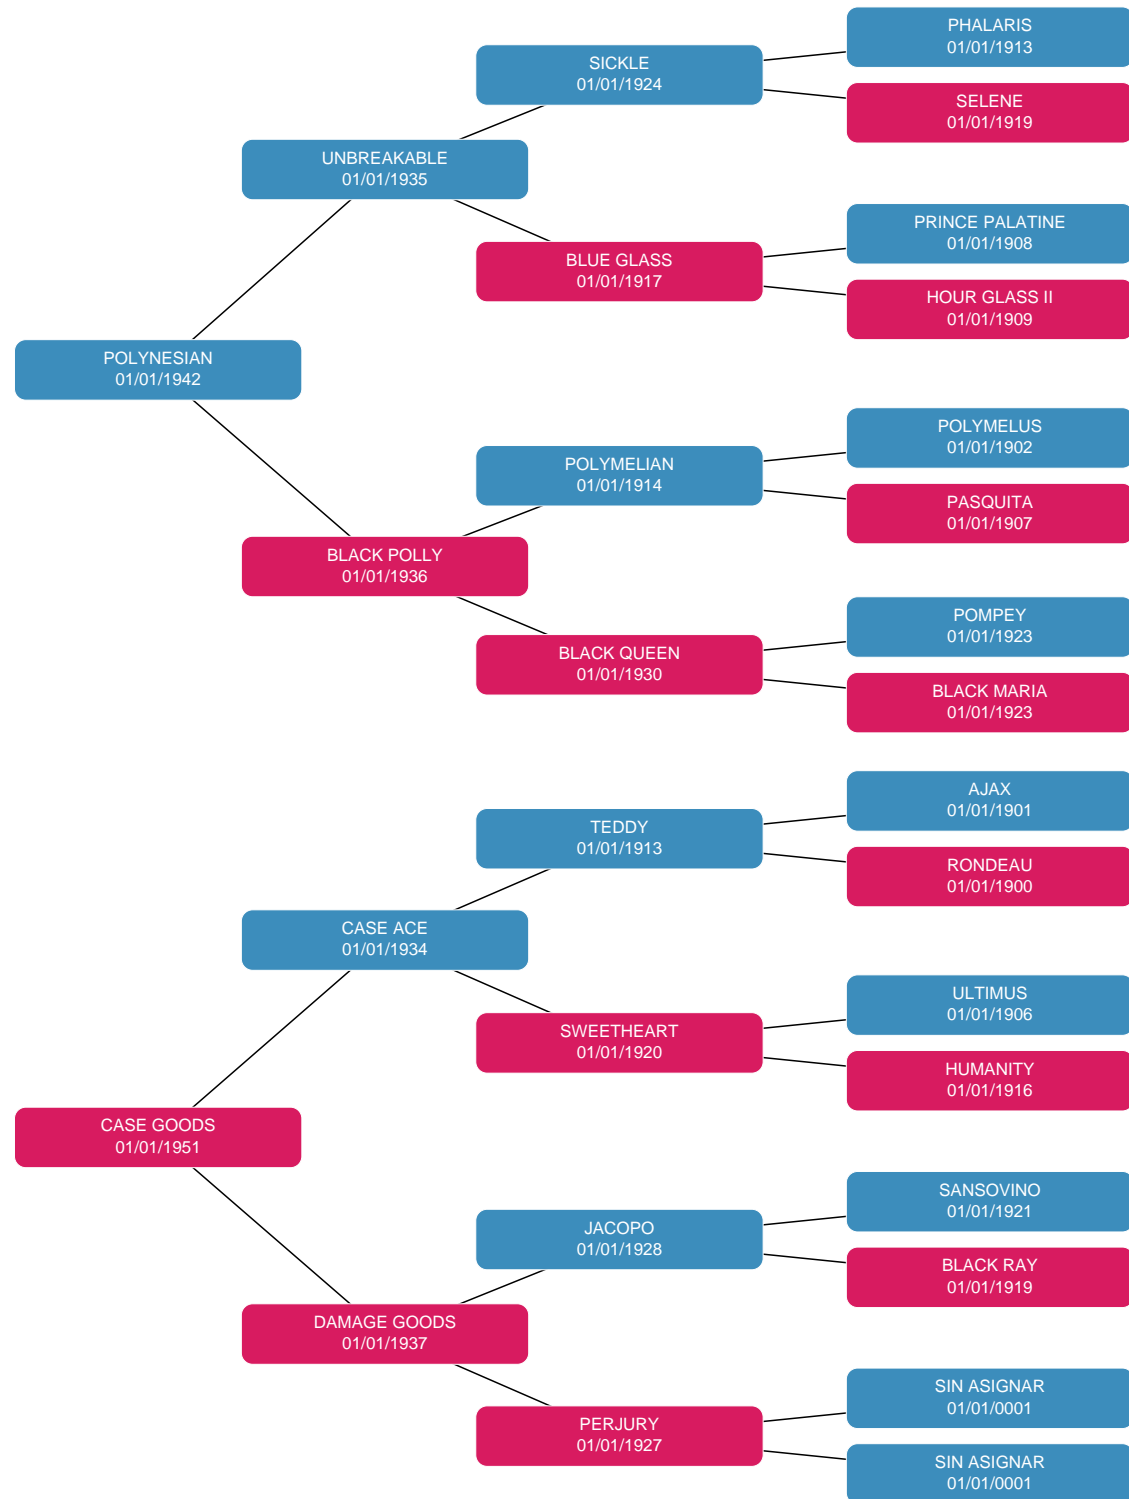 PHALARIS
01/01/1913
SICKLE
01/01/1924
SELENE
01/01/1919
UNBREAKABLE
01/01/1935
PRINCE PALATINE
01/01/1908
BLUE GLASS
01/01/1917
HOUR GLASS II
01/01/1909
POLYNESIAN
01/01/1942
POLYMELUS
01/01/1902
POLYMELIAN
01/01/1914
PASQUITA
01/01/1907
BLACK POLLY
01/01/1936
POMPEY
01/01/1923
BLACK QUEEN
01/01/1930
BLACK MARIA
01/01/1923
AJAX
01/01/1901
TEDDY
01/01/1913
RONDEAU
01/01/1900
CASE ACE
01/01/1934
ULTIMUS
01/01/1906
SWEETHEART
01/01/1920
HUMANITY
01/01/1916
CASE GOODS
01/01/1951
SANSOVINO
01/01/1921
JACOPO
01/01/1928
BLACK RAY
01/01/1919
DAMAGE GOODS
01/01/1937
SIN ASIGNAR
01/01/0001
PERJURY
01/01/1927
SIN ASIGNAR
01/01/0001